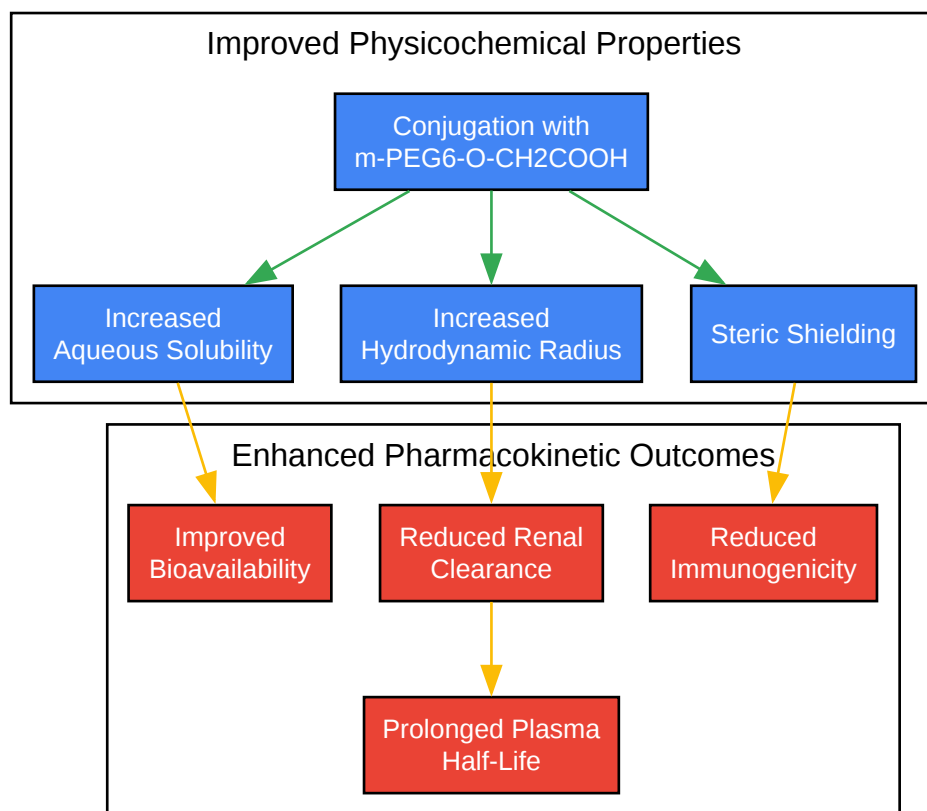 Improved Physicochemical Properties
Conjugation with
m-PEG6-O-CH2COOH
Increased
Aqueous Solubility
Increased
Hydrodynamic Radius
Steric Shielding
Enhanced Pharmacokinetic Outcomes
Improved
Bioavailability
Reduced Renal
Clearance
Reduced
Immunogenicity
Prolonged Plasma
Half-Life